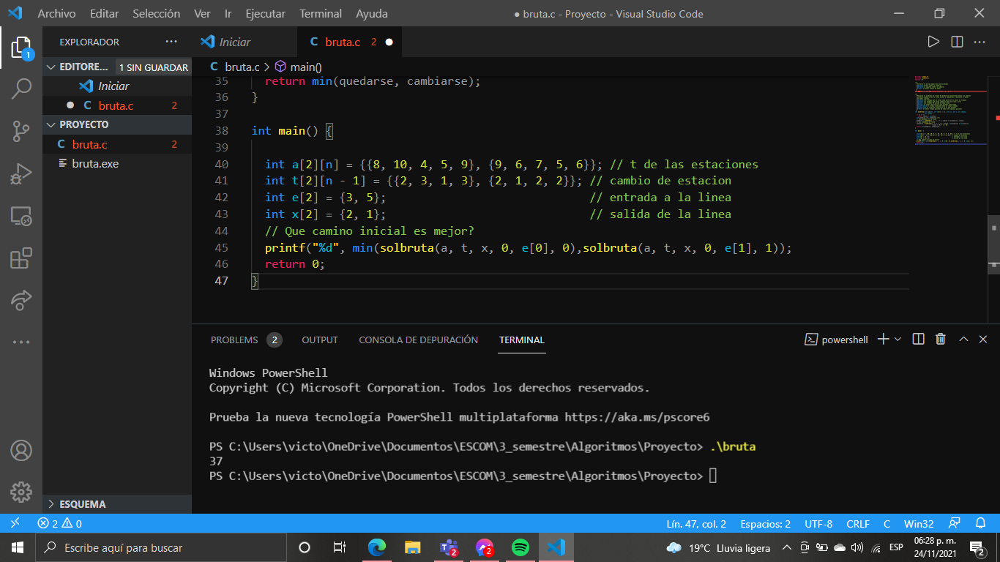 Archivo Editar Selección Ver Ir Ejecutar Terminal Ayuda
● bruta.c - Proyecto - Visual Studio Code
1
EXPLORADOR ...
EDITORE... 1 SIN GUARDAR
Iniciar
● C bruta.c 2
PROYECTO
C bruta.c 2
bruta.exe
ESQUEMA
Iniciar
C bruta.c 2 ●
C bruta.c > main()
35 return min(quedarse, cambiarse);
36 }
37
38 int main() {
39
40 int a[2][n] = {{8, 10, 4, 5, 9}, {9, 6, 7, 5, 6}}; // t de las estaciones
41 int t[2][n - 1] = {{2, 3, 1, 3}, {2, 1, 2, 2}}; // cambio de estacion
42 int e[2] = {3, 5}; // entrada a la linea
43 int x[2] = {2, 1}; // salida de la linea
44 // Que camino inicial es mejor?
45 printf("%d", min(solbruta(a, t, x, 0, e[0], 0),solbruta(a, t, x, 0, e[1], 1));
46 return 0;
47 }
PROBLEMS 2 OUTPUT CONSOLA DE DEPURACIÓN TERMINAL
powershell
Windows PowerShell
Copyright (C) Microsoft Corporation. Todos los derechos reservados.
Prueba la nueva tecnología PowerShell multiplataforma https://aka.ms/pscore6
PS C:\Users\victo\OneDrive\Documentos\ESCOM\3_semestre\Algoritmos\Proyecto> .\bruta
37
PS C:\Users\victo\OneDrive\Documentos\ESCOM\3_semestre\Algoritmos\Proyecto>
2 0
Lín. 47, col. 2 Espacios: 2 UTF-8 CRLF C Win32
Escribe aquí para buscar
2
2
19°C Lluvia ligera
ESP
06:28 p. m.
24/11/2021
2